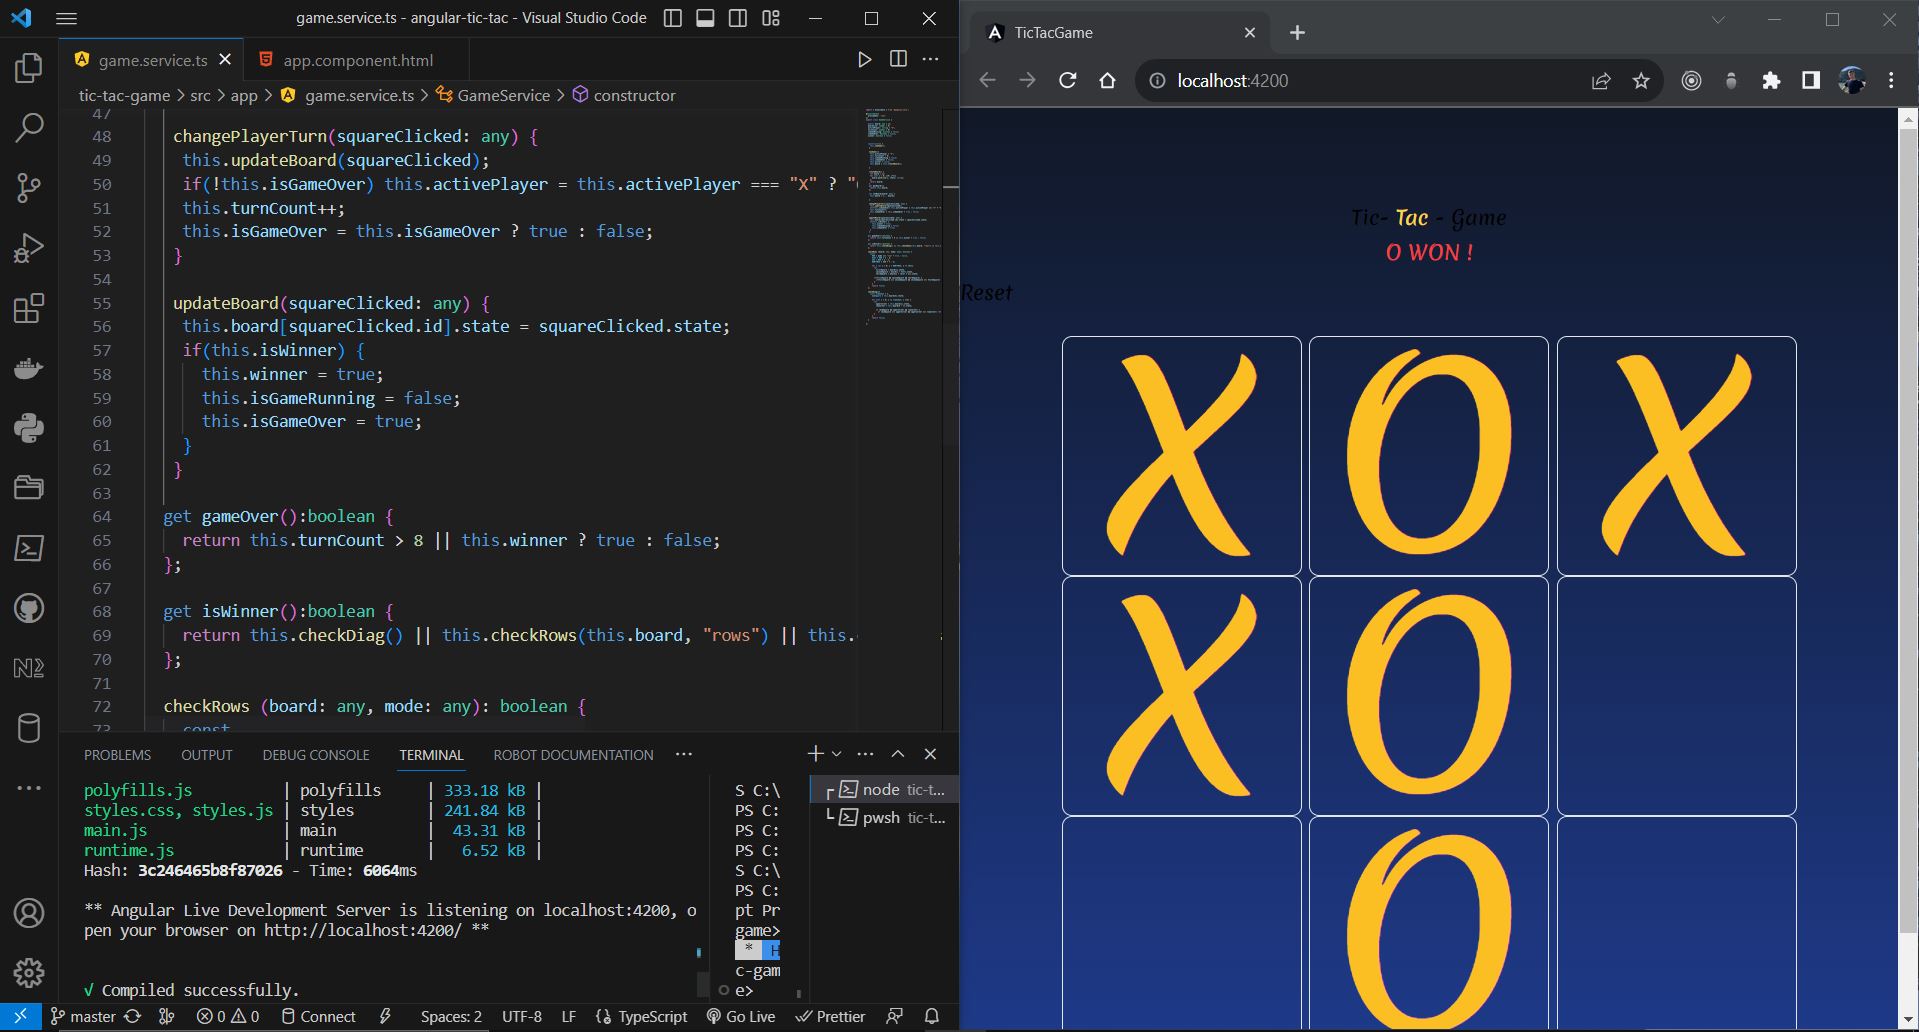 game.service.ts - angular-tic-tac - Visual Studio Code
game.service.ts
app.component.html
tic-tac-game > src > app > game.service.ts > GameService > constructor
47
48 changePlayerTurn(squareClicked: any) {
49 this.updateBoard(squareClicked);
50 if(!this.isGameOver) this.activePlayer = this.activePlayer === "X" ? "
51 this.turnCount++;
52 this.isGameOver = this.isGameOver ? true : false;
53 }
54
55 updateBoard(squareClicked: any) {
56 this.board[squareClicked.id].state = squareClicked.state;
57 if(this.isWinner) {
58 this.winner = true;
59 this.isGameRunning = false;
60 this.isGameOver = true;
61 }
62 }
63
64 get gameOver():boolean {
65 return this.turnCount > 8 || this.winner ? true : false;
66 };
67
68 get isWinner():boolean {
69 return this.checkDiag() || this.checkRows(this.board, "rows") || this.
70 };
71
72 checkRows (board: any, mode: any): boolean {
73 const
PROBLEMS OUTPUT DEBUG CONSOLE TERMINAL ROBOT DOCUMENTATION
polyfills.js | polyfills | 333.18 kB |
styles.css, styles.js | styles | 241.84 kB |
main.js | main | 43.31 kB |
runtime.js | runtime | 6.52 kB |
Hash: 3c246465b8f87026 - Time: 6064ms
** Angular Live Development Server is listening on localhost:4200, o
pen your browser on http://localhost:4200/ **
√ Compiled successfully.
S C:\
PS C:
PS C:
PS C:
S C:\
PS C:
pt Pr
game>
* H
c-gam
e>
node tic-t...
pwsh tic-t...
master
0 0
Connect
Spaces: 2
UTF-8
LF
TypeScript
Go Live
Prettier
TicTacGame
localhost:4200
Tic- Tac - Game
O WON !
Reset
X O X
X O
O